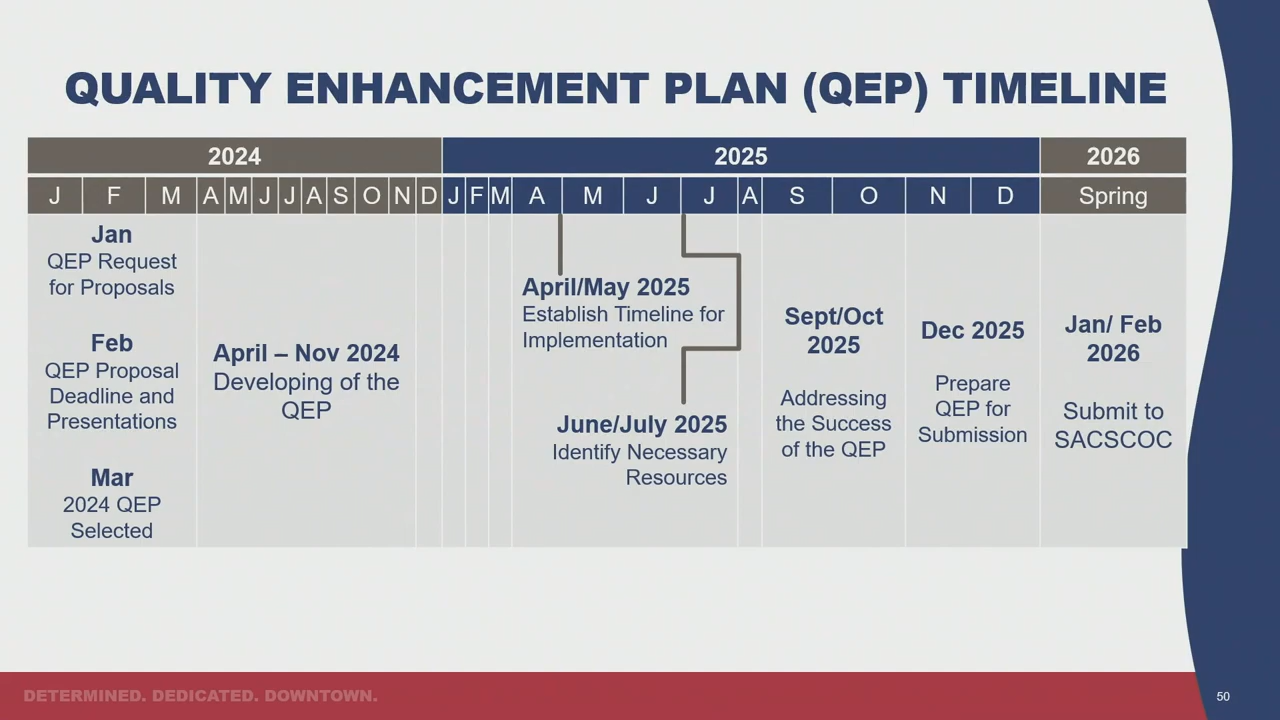 QUALITY ENHANCEMENT PLAN (QEP) TIMELINE
2024 2025 2026
J F M A M J J A S O N D J F M A M J J A S O N D Spring
Jan
QEP Request
for Proposals
Feb
QEP Proposal
Deadline and
Presentations
Mar
2024 QEP
Selected
April – Nov 2024
Developing of the
QEP
April/May 2025
Establish Timeline for
Implementation
June/July 2025
Identify Necessary
Resources
Sept/Oct
2025
Addressing
the Success
of the QEP
Dec 2025
Prepare
QEP for
Submission
Jan/ Feb
2026
Submit to
SACSCOC
DETERMINED. DEDICATED. DOWNTOWN.
50